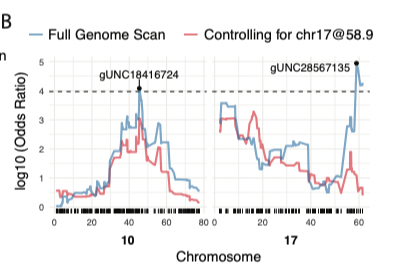 B
Full Genome Scan Controlling for chr17@58.9
n
gUNC18416724 gUNC28567135
log10 (Odds Ratio)
5
4
3
2
1
0
0 20 40 60 80 0 20 40 60
10 17
Chromosome